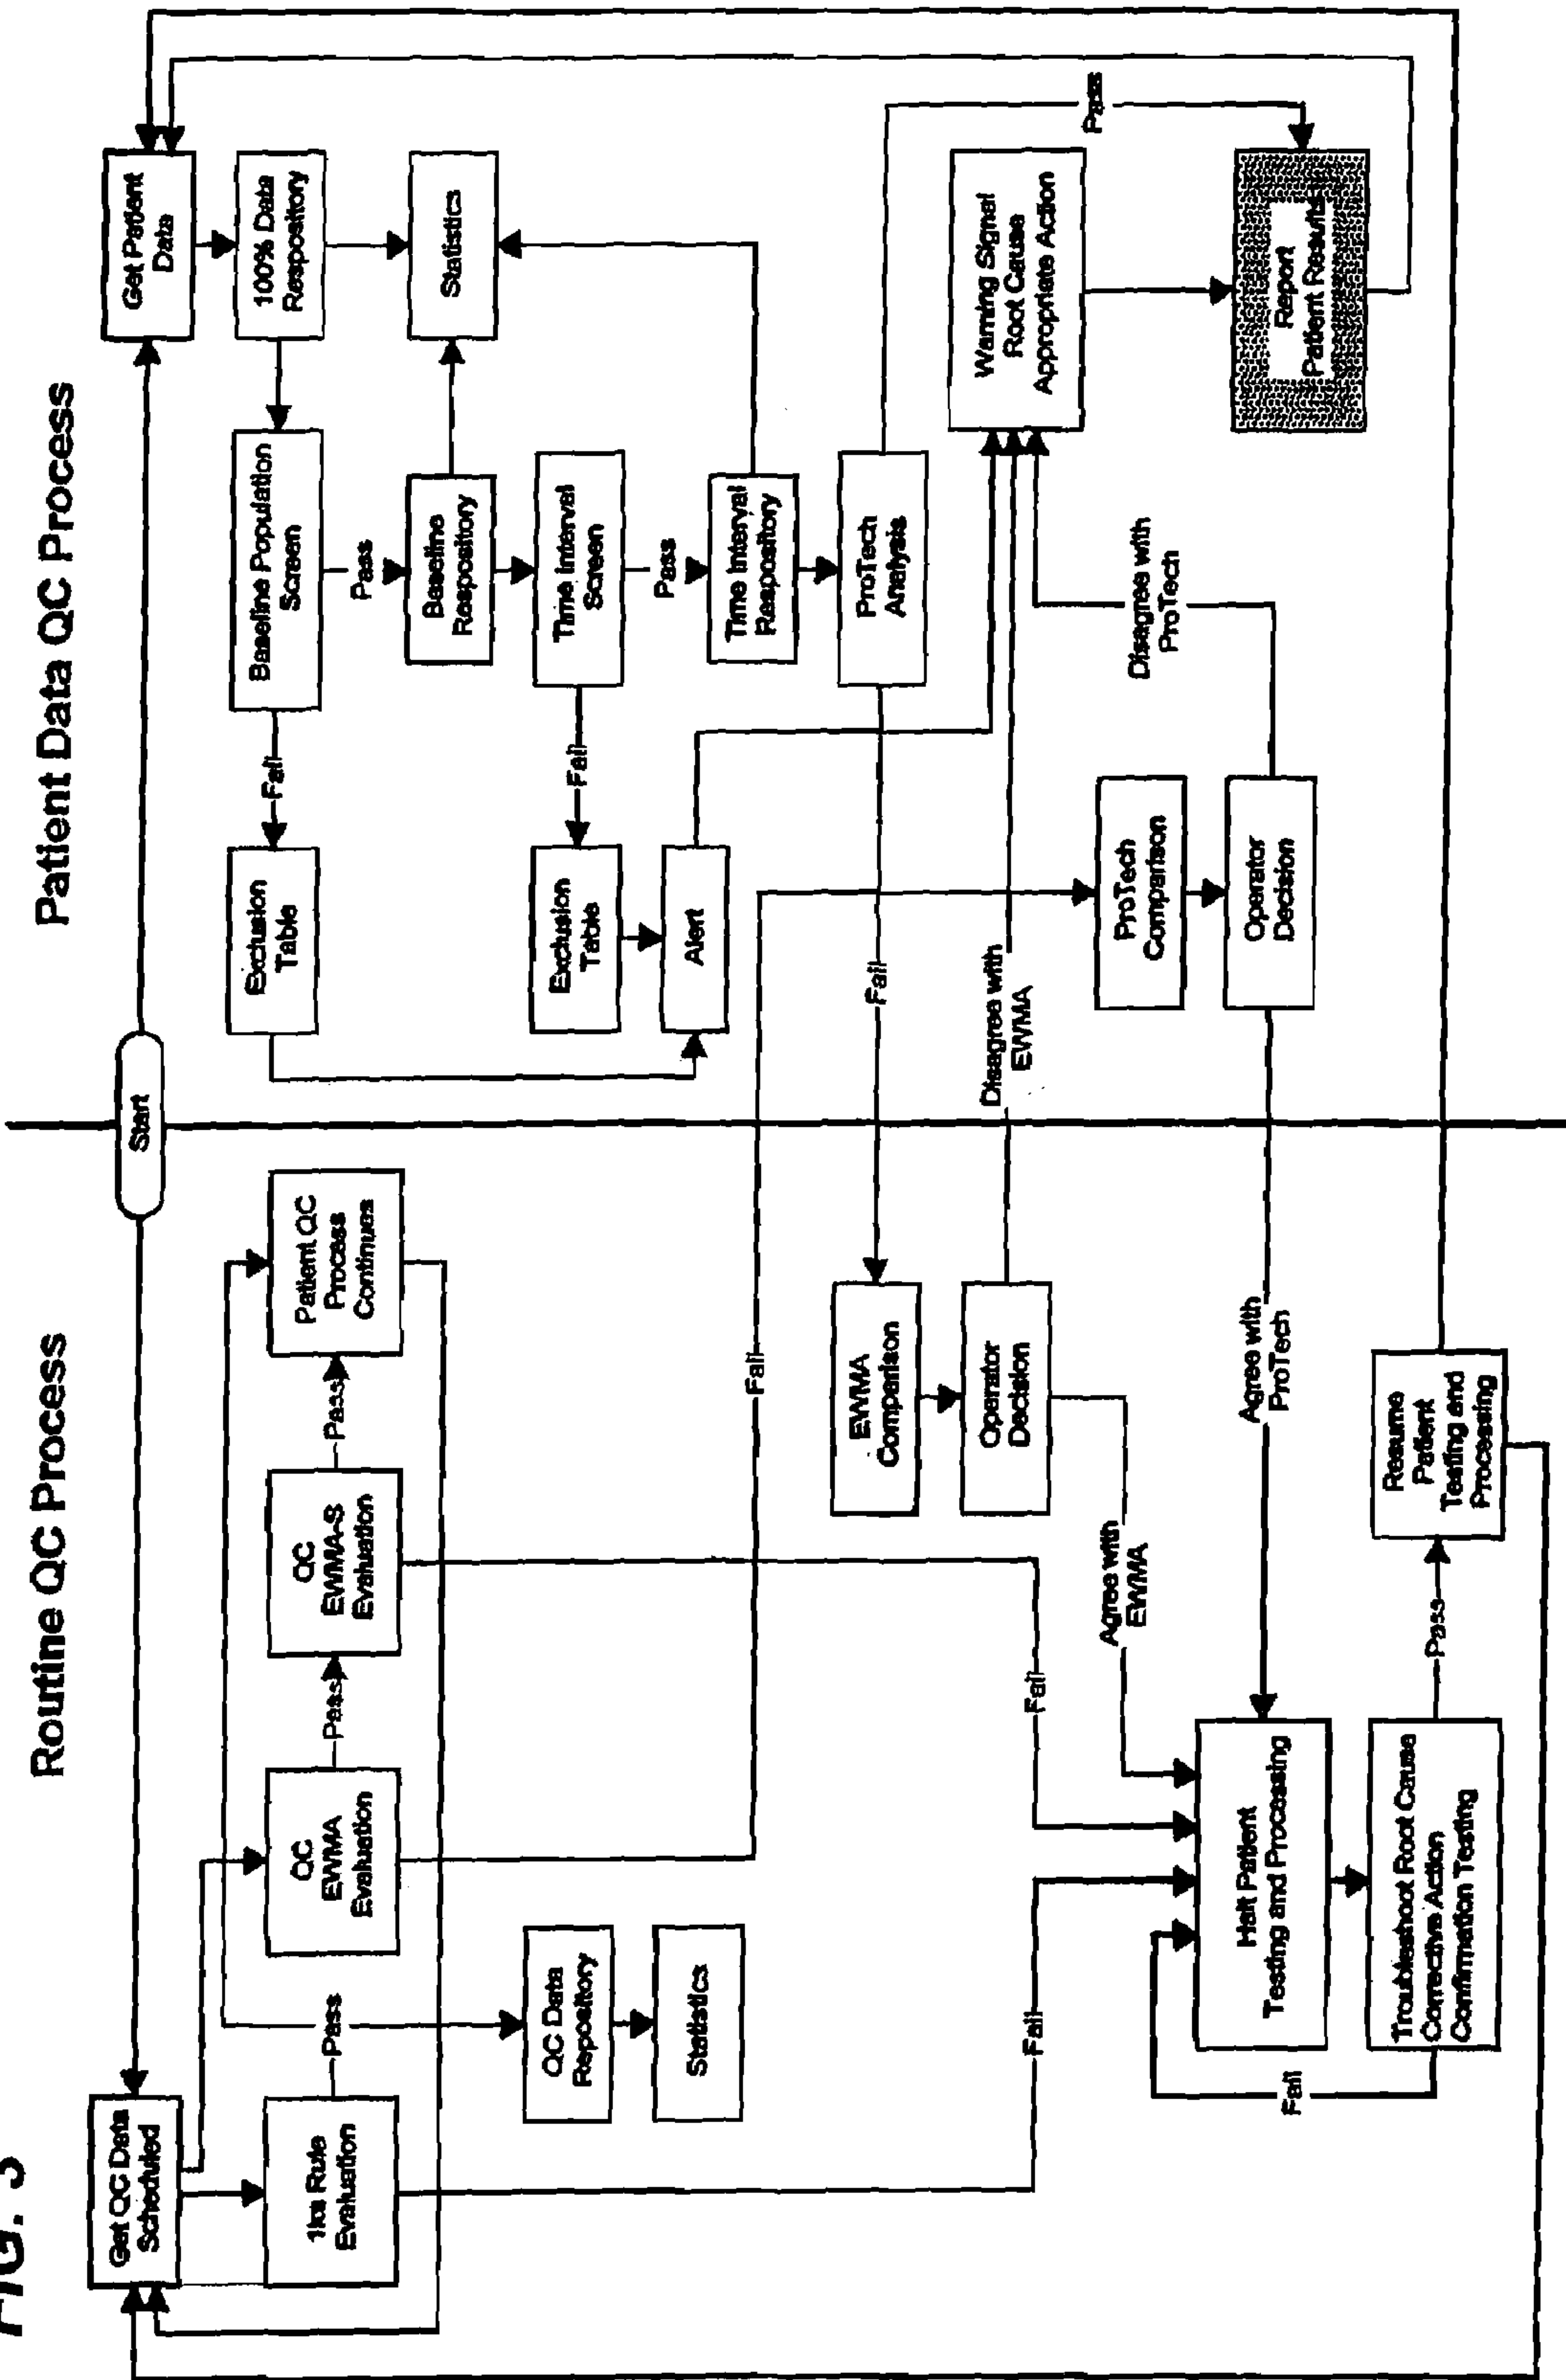 FIG. 3
Routine QC Process
Patient Data QC Process
Start
Get QC Data
Scheduled
1ks Rule
Evaluation
Pass
QC
EWMA
Evaluation
Pass
QC
EWMA-S
Evaluation
Pass
Patient QC
Process
Continues
QC Data
Repository
Statistics
Fail
Fail
Fail
EWMA
Comparison
Operator
Decision
Agree with
EWMA
Disagree with
EWMA
Halt Patient
Testing and Processing
Fail
Troubleshoot Root Cause
Corrective Action
Confirmation Testing
Pass
Resume
Patient
Testing and
Processing
Get Patient
Data
100% Data
Respository
Statistics
Baseline Population
Screen
Fail
Exclusion
Table
Pass
Baseline
Respository
Time Interval
Screen
Fail
Exclusion
Table
Alert
Pass
Time Interval
Respository
ProTech
Analysis
Fail
Pass
Warning Signal
Root Cause
Appropriate Action
Report
Patient Results
ProTech
Comparison
Operator
Decision
Disagree with
ProTech
Agree with
ProTech